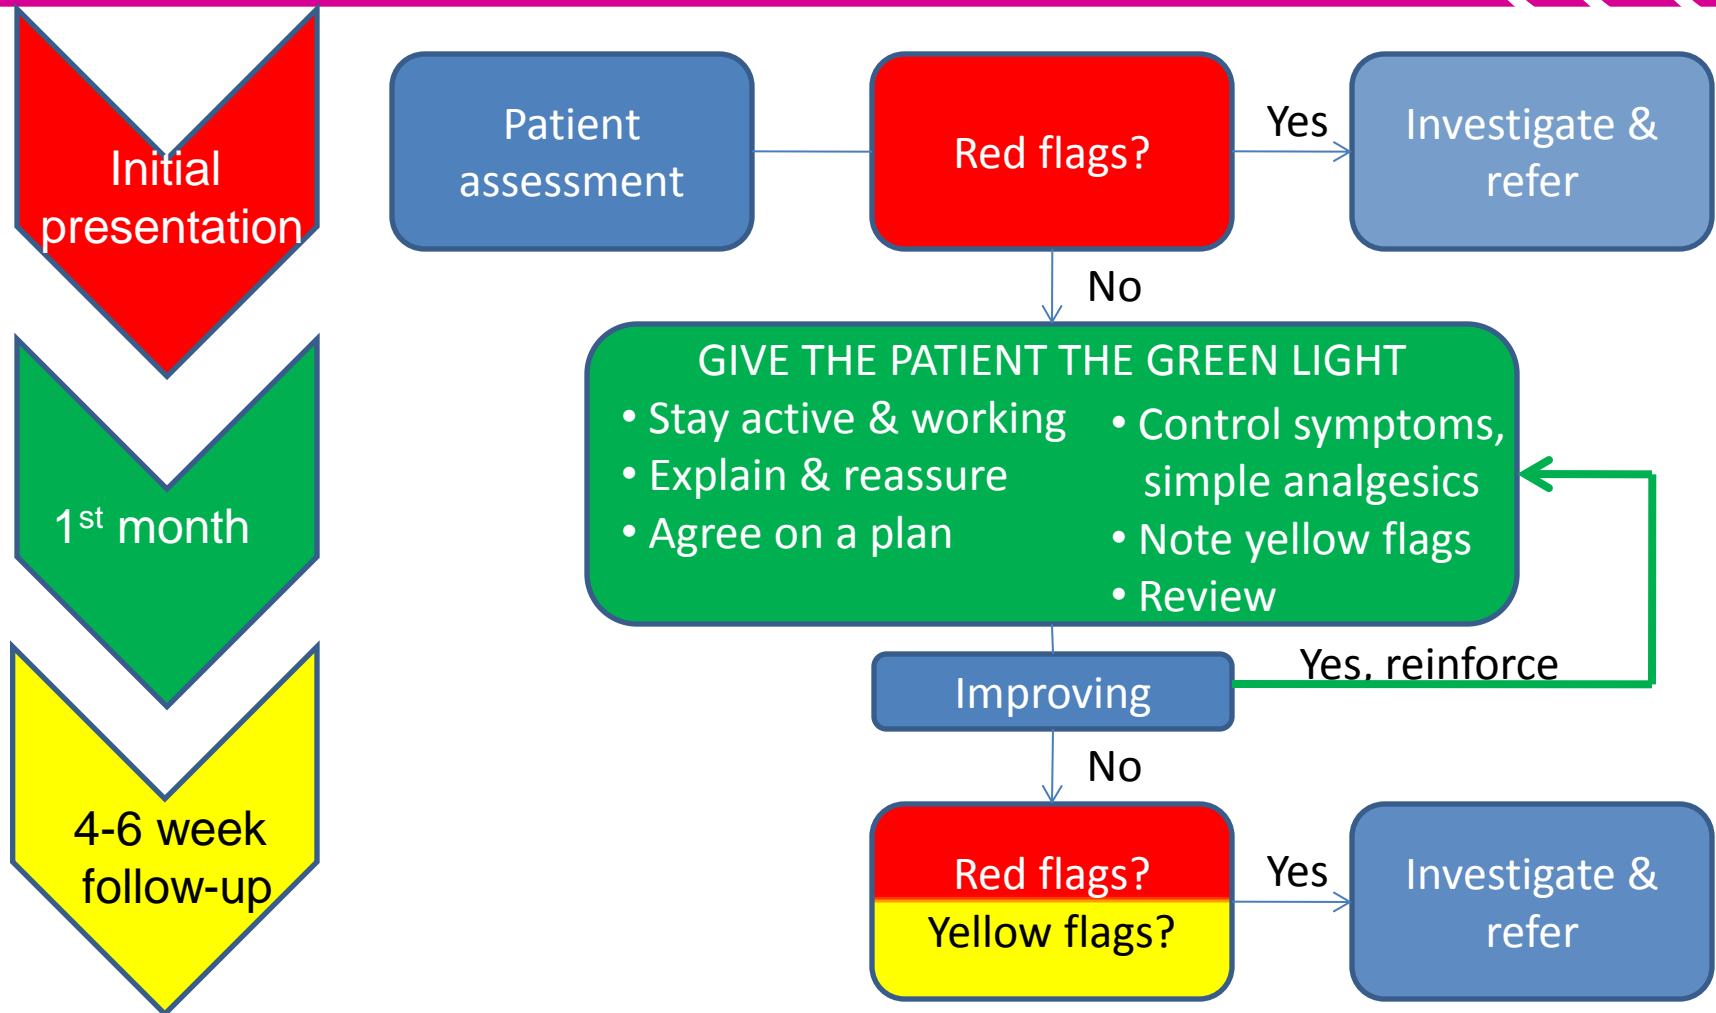 Initial
presentation
Patient
assessment
Red flags?
Yes
Investigate &
refer
No
1st month
GIVE THE PATIENT THE GREEN LIGHT
• Stay active & working
• Explain & reassure
• Agree on a plan
• Control symptoms,
simple analgesics
• Note yellow flags
• Review
Improving
Yes, reinforce
No
4-6 week
follow-up
Red flags?
Yellow flags?
Yes
Investigate &
refer